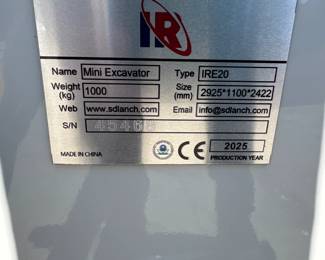 IR
Name Mini Excavator Type IRE20
Weight (kg) 1000 Size (mm) 2925*1100*2422
Web www.sdlanch.com Email info@sdlanch.com
S/N
MADE IN CHINA CE 2025
PRODUCTION YEAR